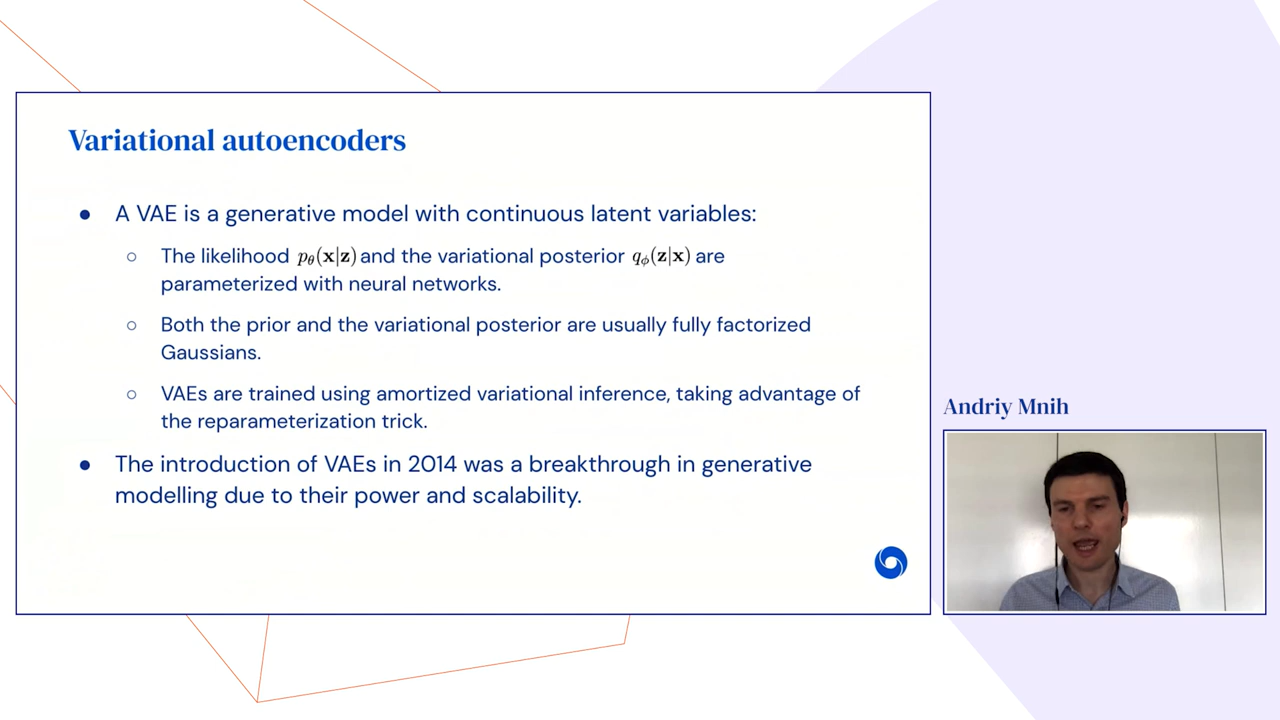 Variational autoencoders
● A VAE is a generative model with continuous latent variables:
○ The likelihood pθ(x|z) and the variational posterior qϕ(z|x) are
parameterized with neural networks.
○ Both the prior and the variational posterior are usually fully factorized
Gaussians.
○ VAEs are trained using amortized variational inference, taking advantage of
the reparameterization trick.
● The introduction of VAEs in 2014 was a breakthrough in generative
modelling due to their power and scalability.
Andriy Mnih